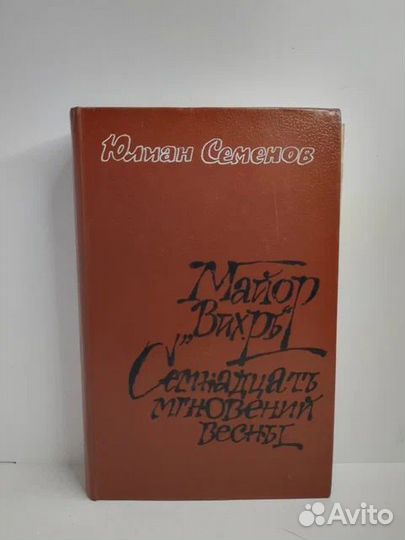 Юлиан Семенов
Майор
„Вихрь“
Семнадцать
мгновений
весны
Avito